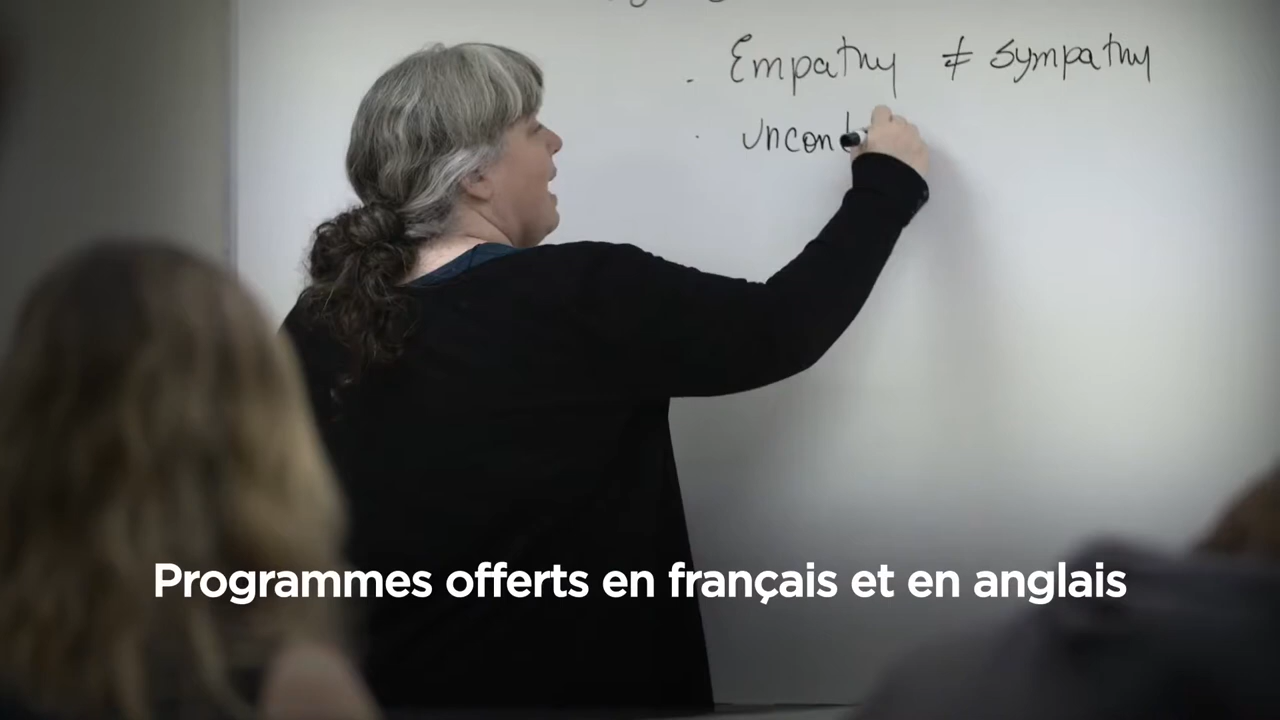 · Empathy ≠ Sympathy
· Uncon
Programmes offerts en français et en anglais